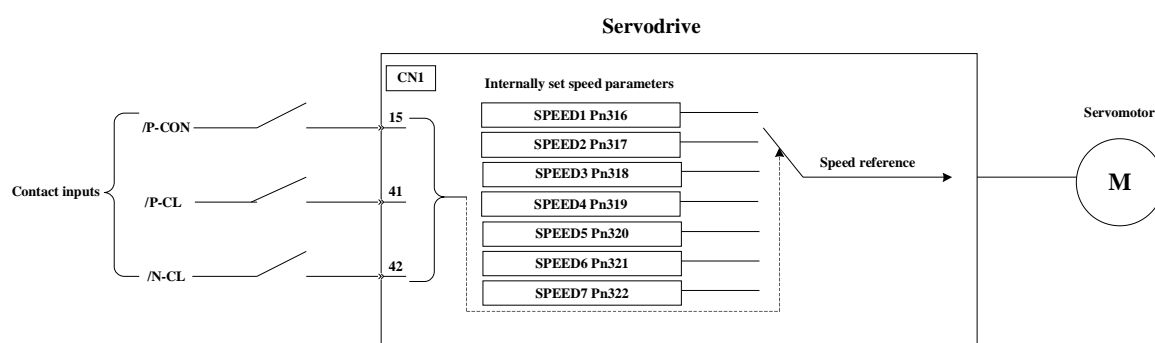 Servodrive
CN1
Internally set speed parameters
SPEED1 Pn316
SPEED2 Pn317
SPEED3 Pn318
SPEED4 Pn319
SPEED5 Pn320
SPEED6 Pn321
SPEED7 Pn322
Contact inputs
/P-CON
15
/P-CL
41
/N-CL
42
Speed reference
Servomotor
M